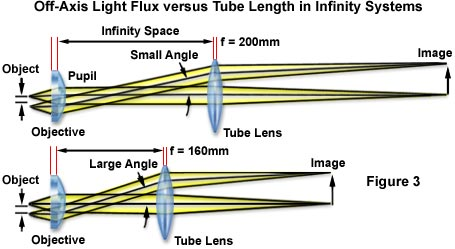 Off-Axis Light Flux versus Tube Length in Infinity Systems
Infinity Space
f = 200mm
Small Angle
Image
Object
Pupil
Objective
Tube Lens
f = 160mm
Large Angle
Image
Object
Figure 3
Objective
Tube Lens